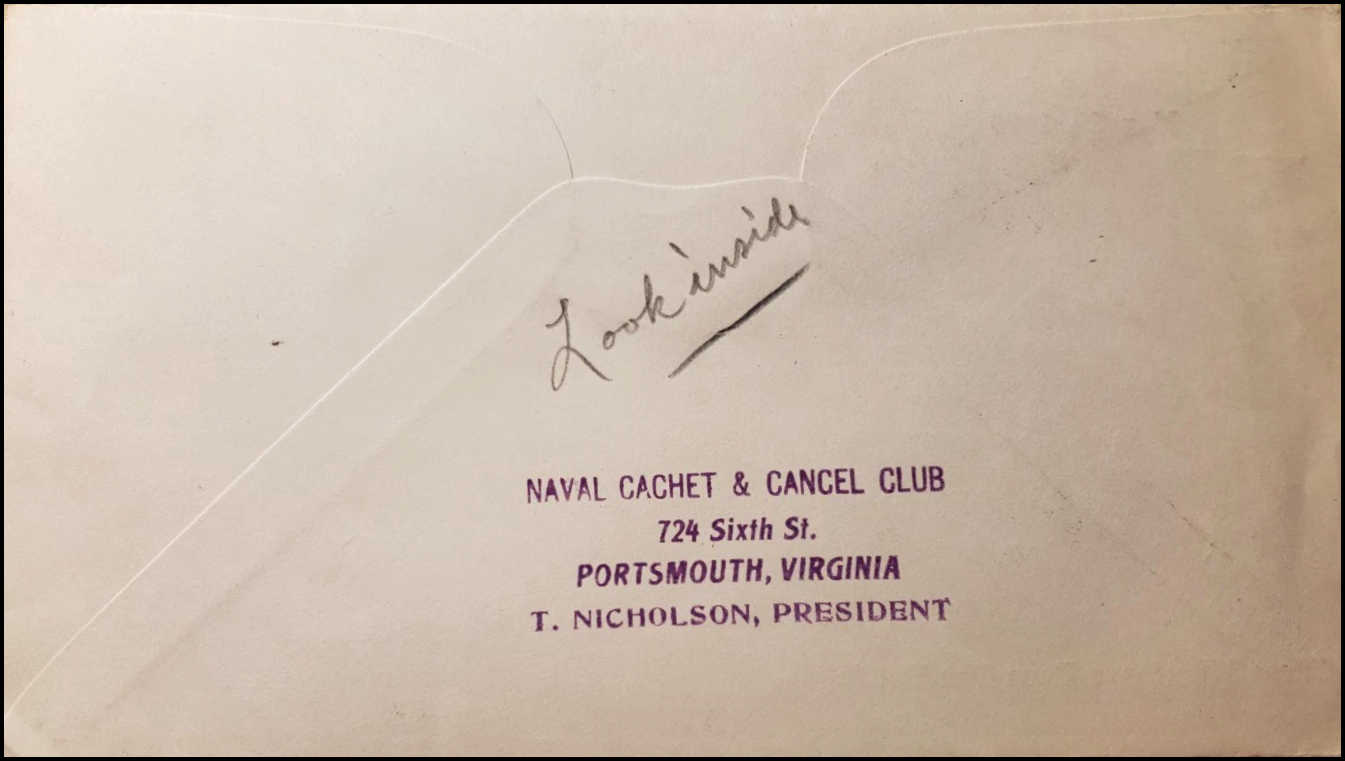 Look inside
NAVAL CACHET & CANCEL CLUB
724 Sixth St.
PORTSMOUTH, VIRGINIA
T. NICHOLSON, PRESIDENT